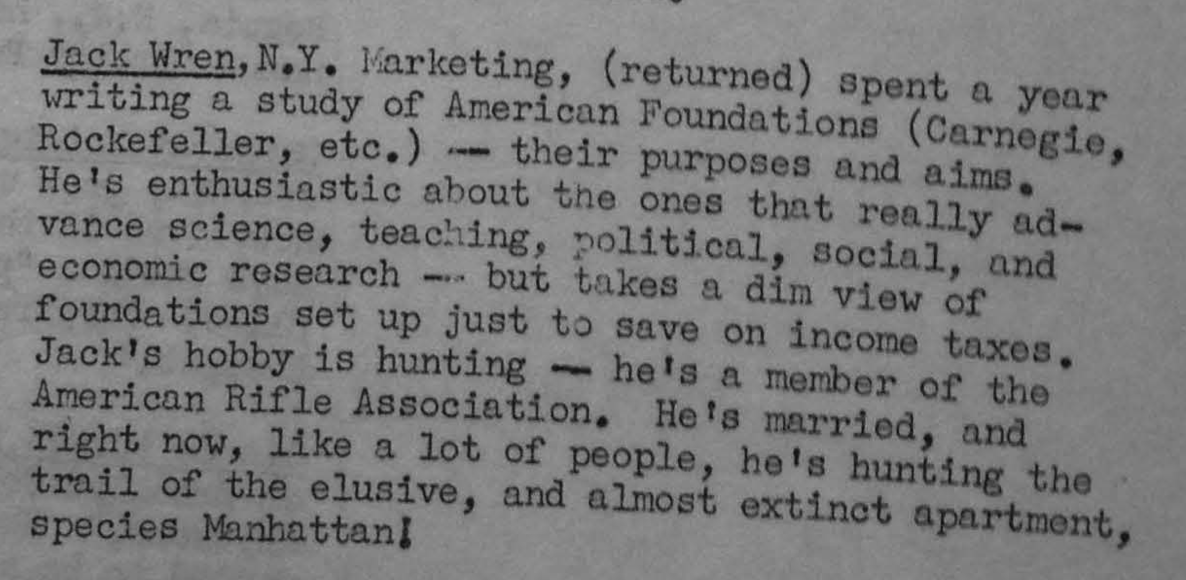 Jack Wren, N.Y. Marketing, (returned) spent a year
writing a study of American Foundations (Carnegie,
Rockefeller, etc.) -- their purposes and aims.
He's enthusiastic about the ones that really ad-
vance science, teaching, political, social, and
economic research -- but takes a dim view of
foundations set up just to save on income taxes.
Jack's hobby is hunting -- he's a member of the
American Rifle Association. He's married, and
right now, like a lot of people, he's hunting the
trail of the elusive, and almost extinct apartment,
species Manhattan!